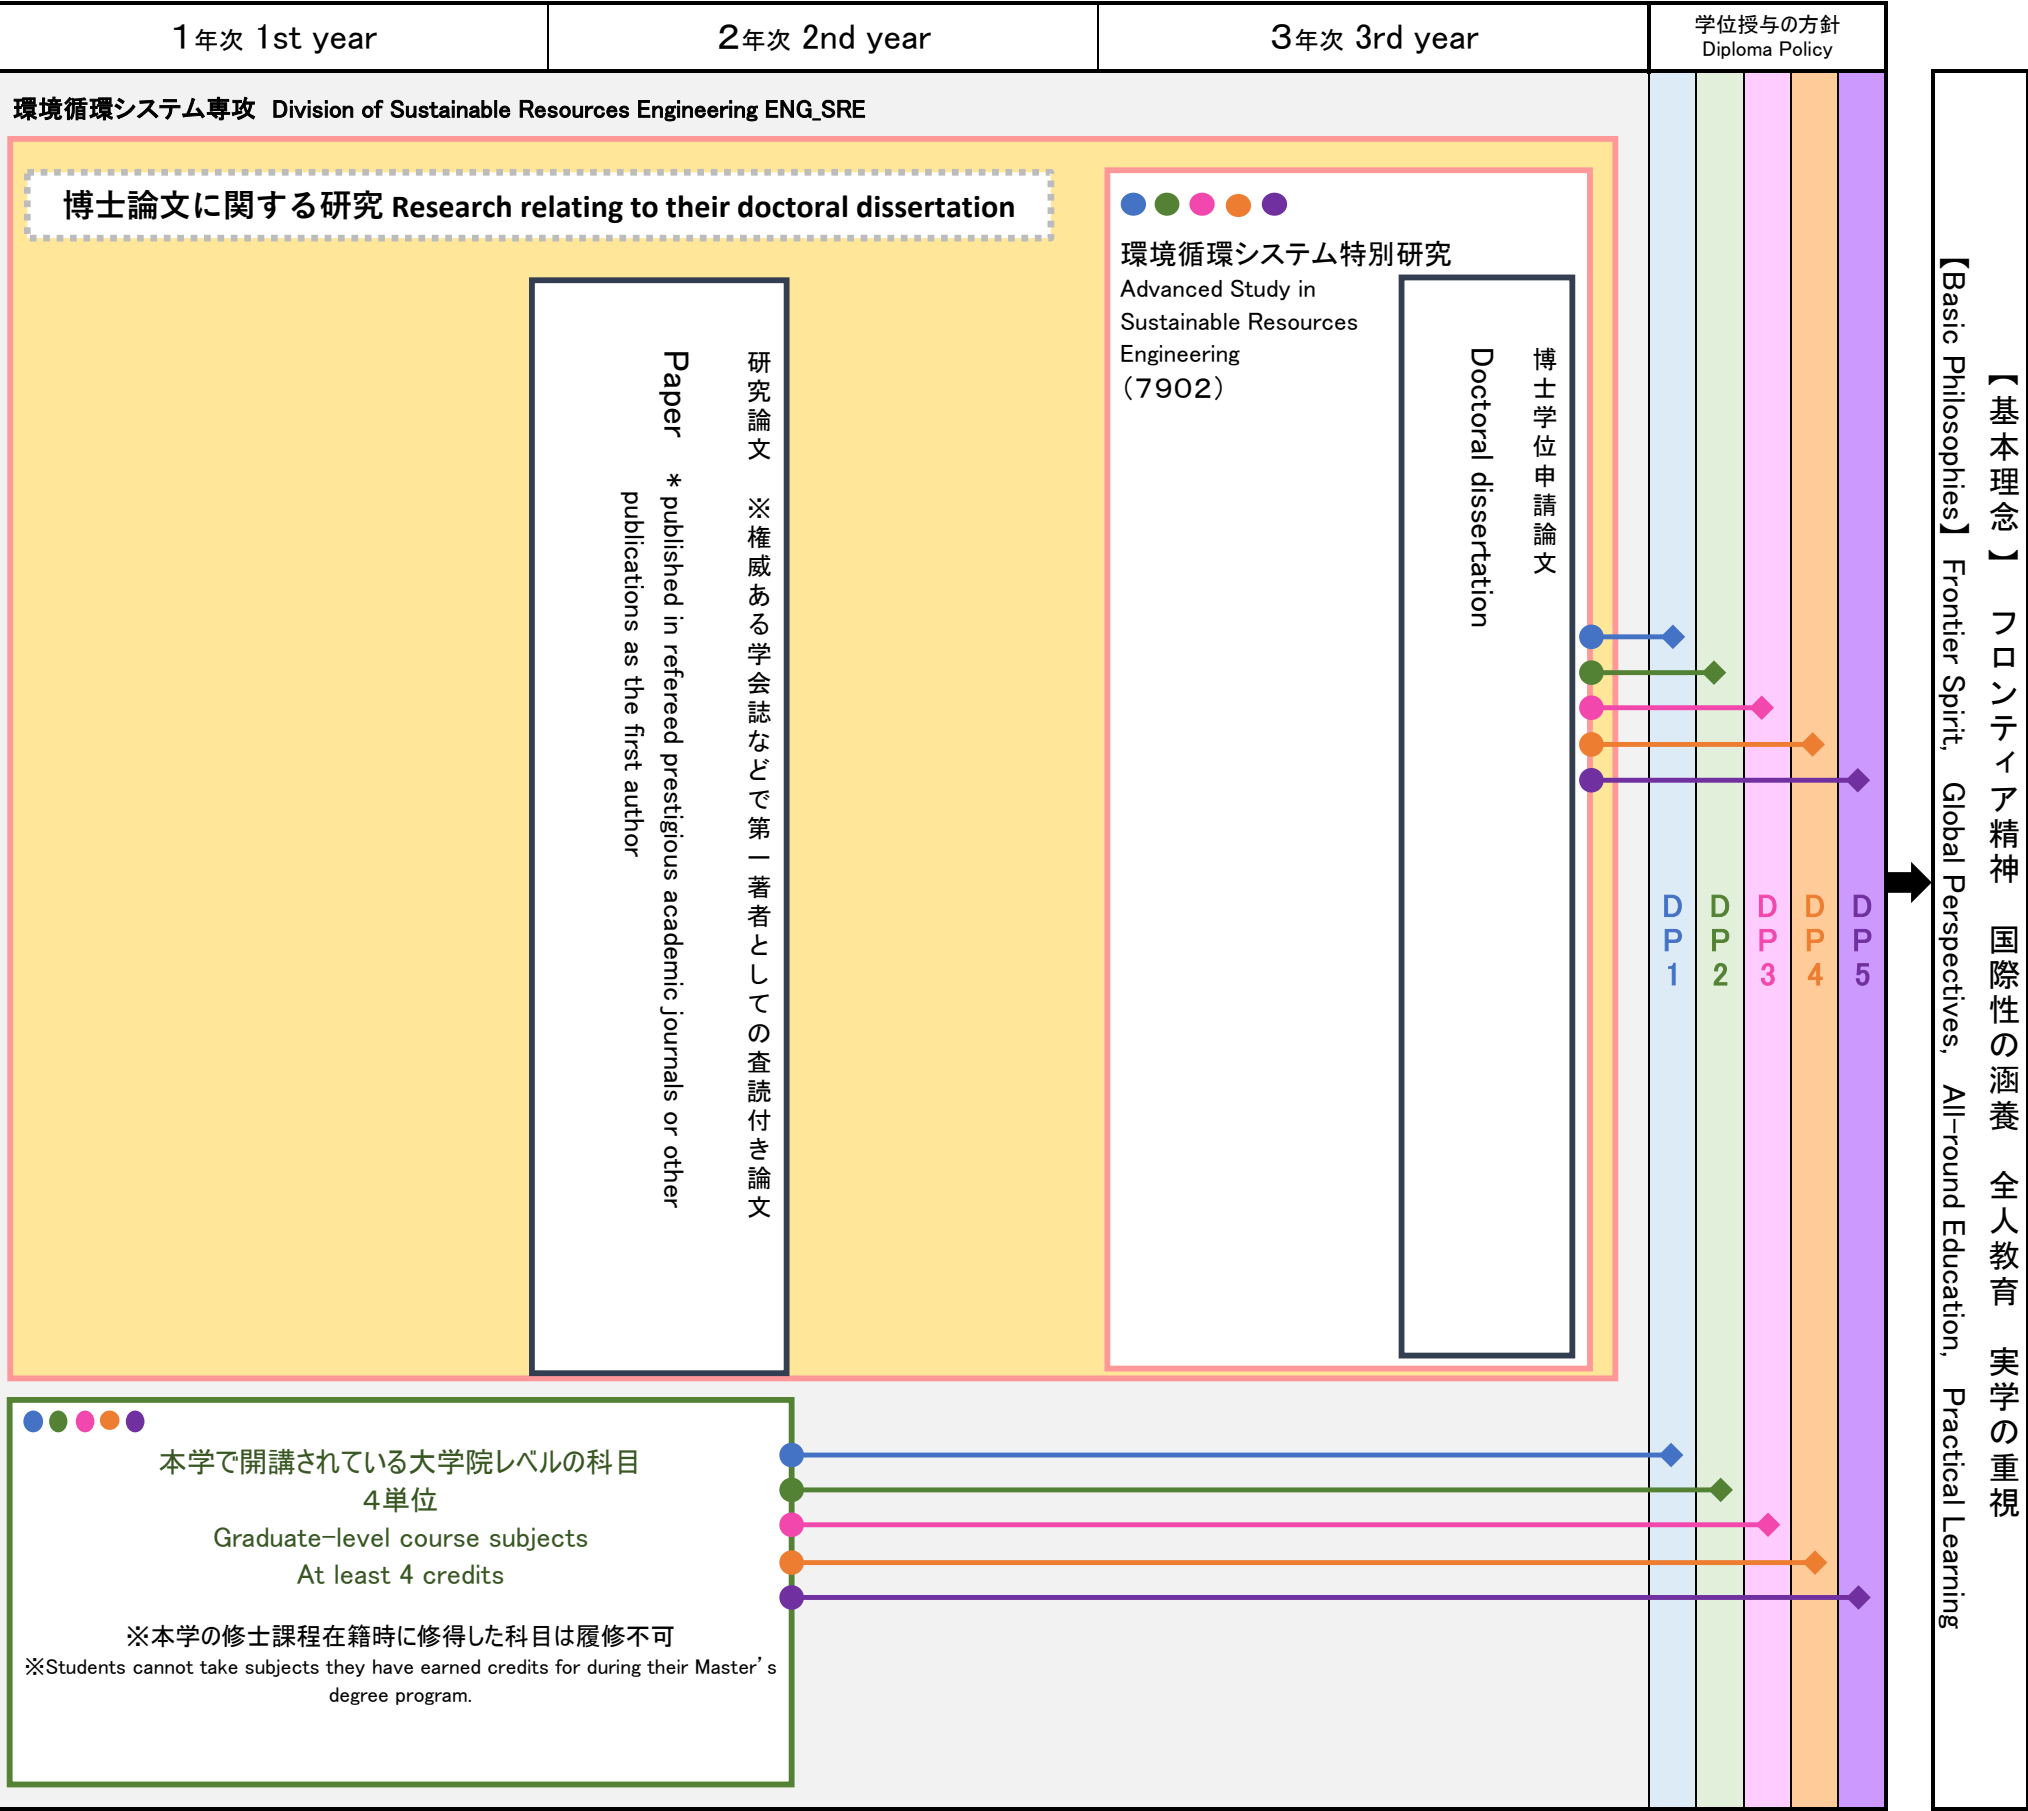 1年次 1st year
2年次 2nd year
3年次 3rd year
学位授与の方針
Diploma Policy
環境循環システム専攻 Division of Sustainable Resources Engineering ENG_SRE
博士論文に関する研究 Research relating to their doctoral dissertation
研究論文 ※権威ある学会誌などで第一著者としての査読付き論文
Paper *published in refereed prestigious academic journals or other
publications as the first author
環境循環システム特別研究
Advanced Study in
Sustainable Resources
Engineering
（7902）
博士学位申請論文
Doctoral dissertation
DP1
DP2
DP3
DP4
DP5
【基本理念】 フロンティア精神 国際性の涵養 全人教育 実学の重視
【Basic Philosophies】 Frontier Spirit, Global Perspectives, All-round Education, Practical Learning
本学で開講されている大学院レベルの科目
4単位
Graduate-level course subjects
At least 4 credits
※本学の修士課程在籍時に修得した科目は履修不可
※Students cannot take subjects they have earned credits for during their Master's
degree program.